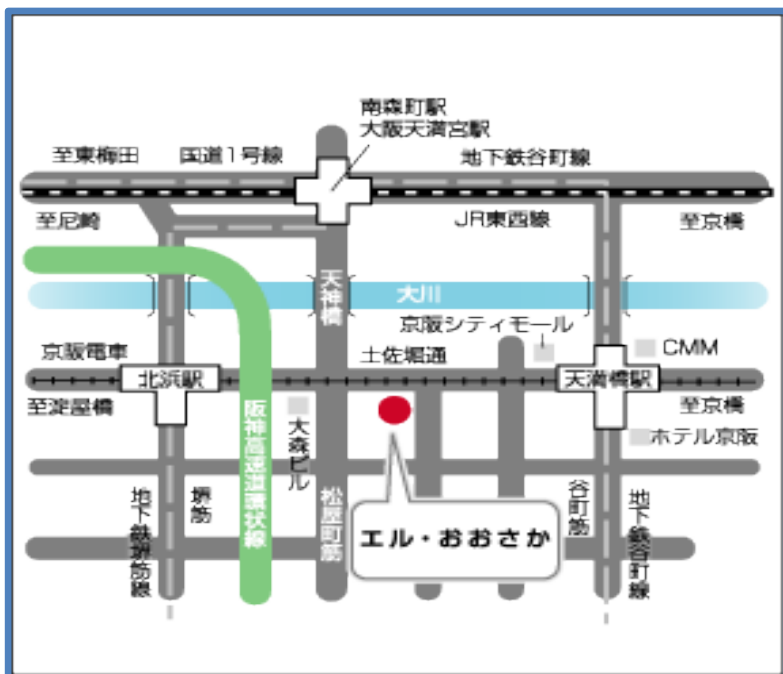 南森町駅
大阪天満宮駅
至東梅田
国道1号線
地下鉄谷町線
至尼崎
JR東西線
至京橋
天神橋
大川
京阪シティモール
京阪電車
土佐堀通
CMM
北浜駅
天満橋駅
至淀屋橋
至京橋
阪神高速道環状線
大森ビル
ホテル京阪
地下鉄堺筋線
堺筋
松屋町筋
エル・おおさか
谷町筋
地下鉄谷町線